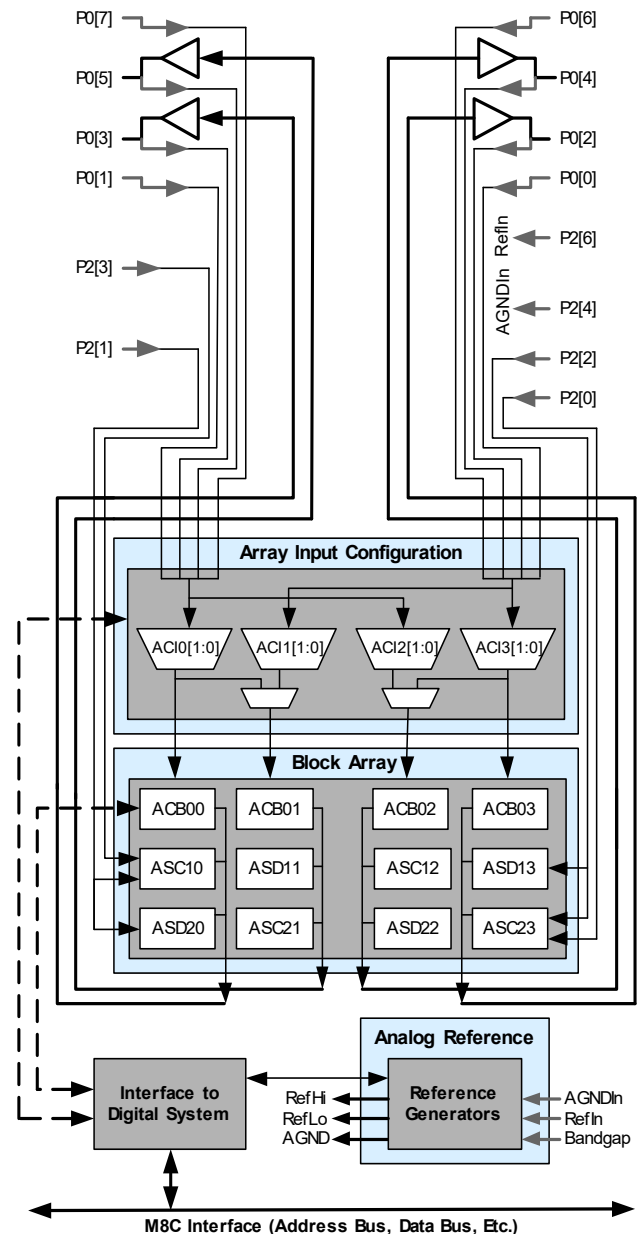 P0[7]
P0[6]
P0[5]
P0[4]
P0[3]
P0[2]
P0[1]
P0[0]
P2[6]
RefIn
P2[3]
AGNDIn
P2[4]
P2[1]
P2[2]
P2[0]
Array Input Configuration
ACI0[1:0] ACI1[1:0] ACI2[1:0] ACI3[1:0]
Block Array
ACB00 ACB01 ACB02 ACB03
ASC10 ASD11 ASC12 ASD13
ASD20 ASC21 ASD22 ASC23
Analog Reference
Interface to
Digital System
RefHi
RefLo
AGND
Reference
Generators
AGNDIn
RefIn
Bandgap
M8C Interface (Address Bus, Data Bus, Etc.)